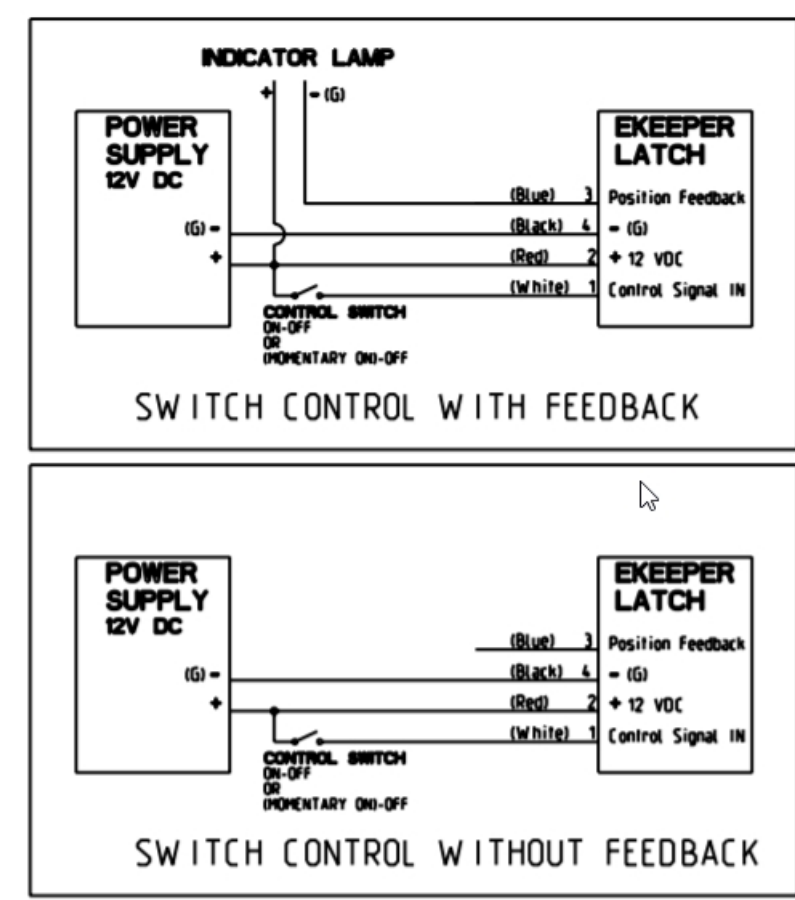 INDICATOR LAMP
+ - (G)
POWER
SUPPLY
12V DC
EKEEPER
LATCH
(Blue) 3 Position Feedback
(G) - (Black) 4 - (G)
+ (Red) 2 + 12 VDC
(White) 1 Control Signal IN
CONTROL SWITCH
ON-OFF
OR
(MOMENTARY ON)-OFF
SWITCH CONTROL WITH FEEDBACK
POWER
SUPPLY
12V DC
EKEEPER
LATCH
(Blue) 3 Position Feedback
(G) - (Black) 4 - (G)
+ (Red) 2 + 12 VDC
(White) 1 Control Signal IN
CONTROL SWITCH
ON-OFF
OR
(MOMENTARY ON)-OFF
SWITCH CONTROL WITHOUT FEEDBACK